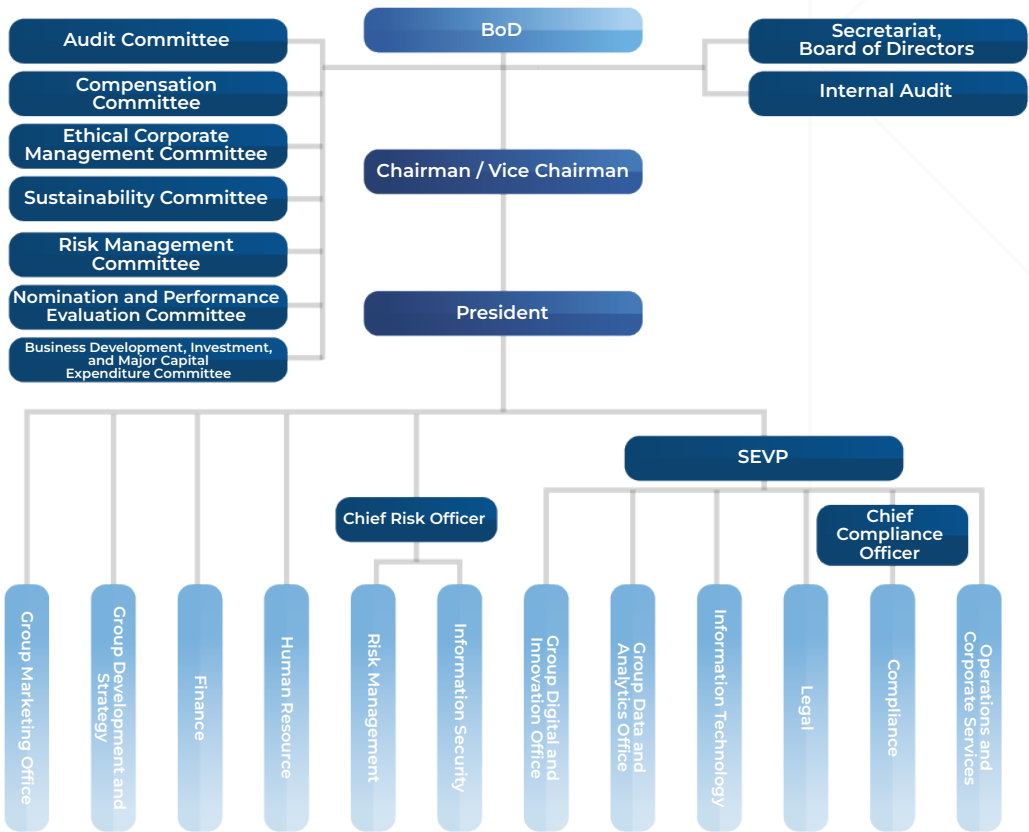 BoD
Audit Committee
Compensation
Committee
Ethical Corporate
Management Committee
Sustainability Committee
Risk Management
Committee
Nomination and Performance
Evaluation Committee
Business Development, Investment,
and Major Capital
Expenditure Committee
Secretariat,
Board of Directors
Internal Audit
Chairman / Vice Chairman
President
SEVP
Chief Risk Officer
Chief
Compliance
Officer
Group Marketing Office
Group Development and
Strategy
Finance
Human Resource
Risk Management
Information Security
Group Digital and
Innovation Office
Group Data and
Analytics Office
Information Technology
Legal
Compliance
Operations and
Corporate Services